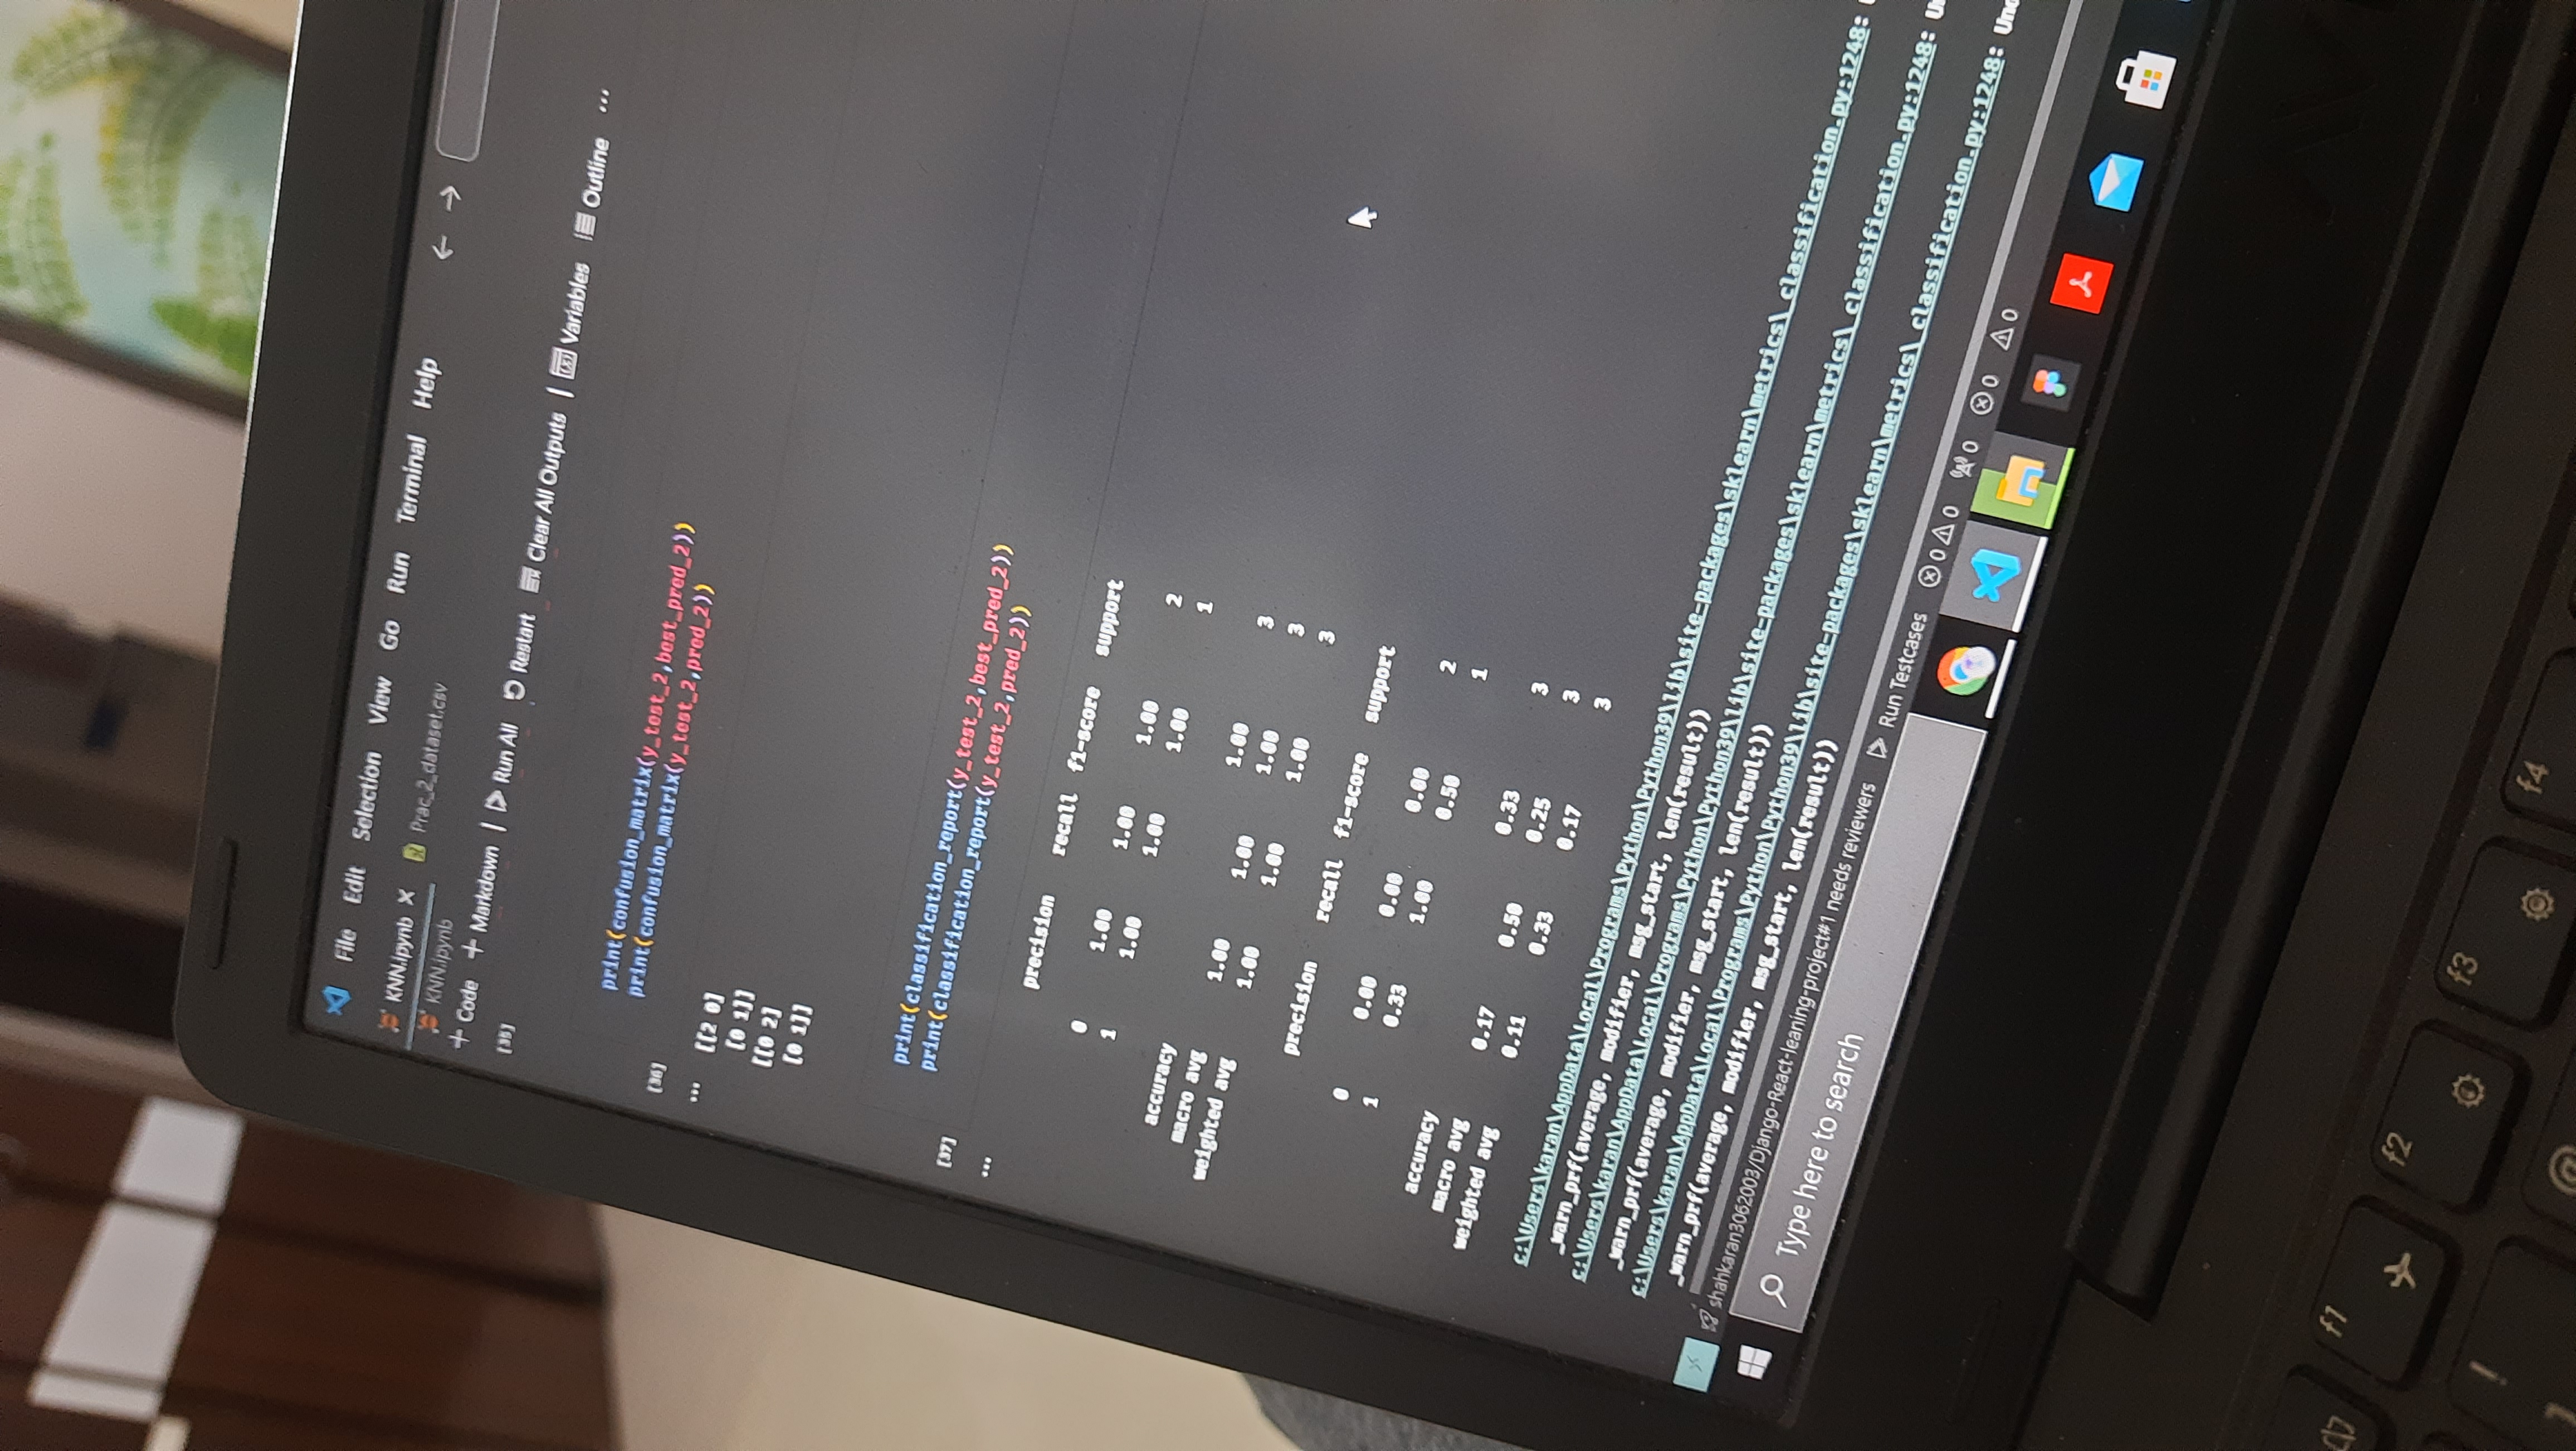 File Edit Selection View Go Run Terminal Help
KNN.ipynb Prac_2_dataset.csv
KNN.ipynb
+ Code + Markdown | Run All Restart Clear All Outputs | Variables Outline ...
[35]
print(confusion_matrix(y_test_2,best_pred_2))
print(confusion_matrix(y_test_2,pred_2))
[36]
... [[2 0]
[0 1]]
[[0 2]
[0 1]]
print(classification_report(y_test_2,best_pred_2))
print(classification_report(y_test_2,pred_2))
[37]
...
precision recall f1-score support
0 1.00 1.00 1.00 2
1 1.00 1.00 1.00 1
accuracy 1.00 3
macro avg 1.00 1.00 1.00 3
weighted avg 1.00 1.00 1.00 3
precision recall f1-score support
0 0.00 0.00 0.00 2
1 0.33 1.00 0.50 1
accuracy 0.33 3
macro avg 0.17 0.50 0.25 3
weighted avg 0.11 0.33 0.17 3
c:\Users\karan\AppData\Local\Programs\Python\Python39\lib\site-packages\sklearn\metrics\_classification.py:1248:
_warn_prf(average, modifier, msg_start, len(result))
c:\Users\karan\AppData\Local\Programs\Python\Python39\lib\site-packages\sklearn\metrics\_classification.py:1248:
_warn_prf(average, modifier, msg_start, len(result))
c:\Users\karan\AppData\Local\Programs\Python\Python39\lib\site-packages\sklearn\metrics\_classification.py:1248: Und
_warn_prf(average, modifier, msg_start, len(result))
shahkaran3062003/Django-React-leaning-project#1 needs reviewers Run Testcases 0 0 0 0 0
Type here to search
f1
f2
f3
f4
!
@